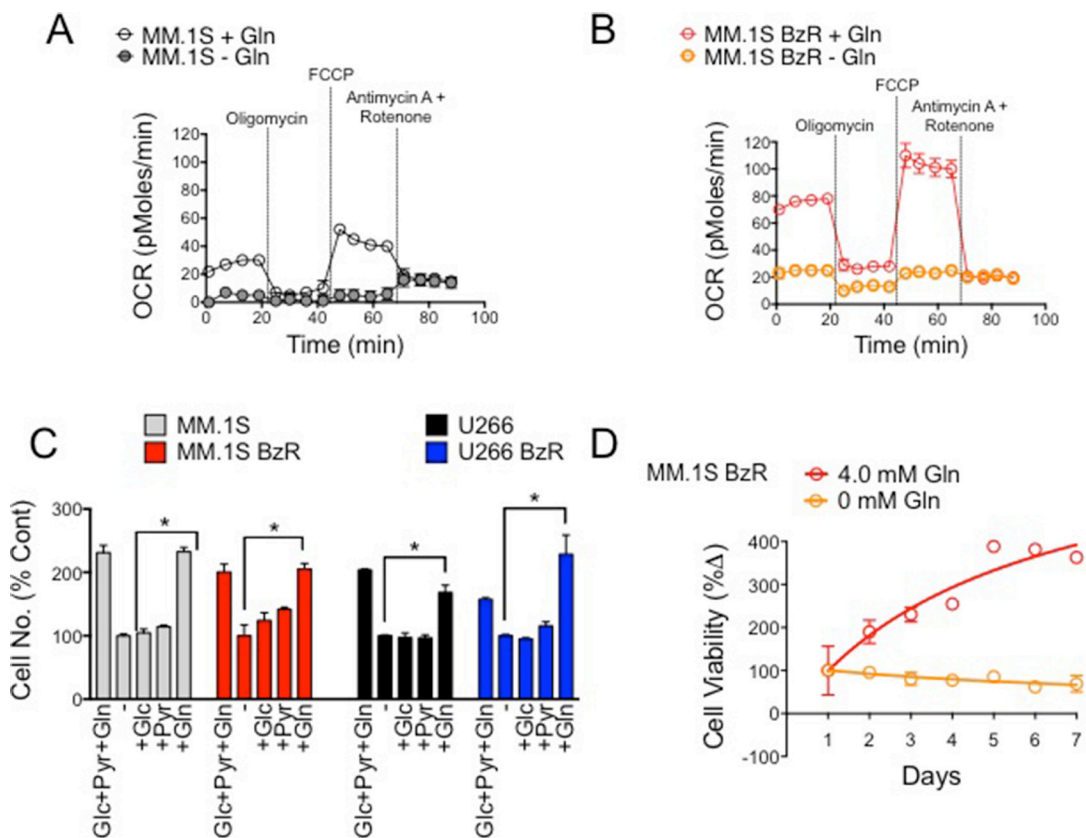 A
MM.1S + Gln
MM.1S - Gln
FCCP
Oligomycin
Antimycin A +
Rotenone
OCR (pMoles/min)
120
100
80
60
40
20
0
0 20 40 60 80 100
Time (min)
B
MM.1S BzR + Gln
MM.1S BzR - Gln
FCCP
Oligomycin
Antimycin A +
Rotenone
OCR (pMoles/min)
120
100
80
60
40
20
0
0 20 40 60 80 100
Time (min)
C
MM.1S
MM.1S BzR
U266
U266 BzR
Cell No. (% Cont)
300
200
100
0
* * * *
Glc+Pyr+Gln
-
+Glc
+Pyr
+Gln
Glc+Pyr+Gln
-
+Glc
+Pyr
+Gln
Glc+Pyr+Gln
-
+Glc
+Pyr
+Gln
Glc+Pyr+Gln
-
+Glc
+Pyr
+Gln
D
MM.1S BzR
4.0 mM Gln
0 mM Gln
Cell Viability (%Δ)
400
300
200
100
0
-100
1 2 3 4 5 6 7
Days